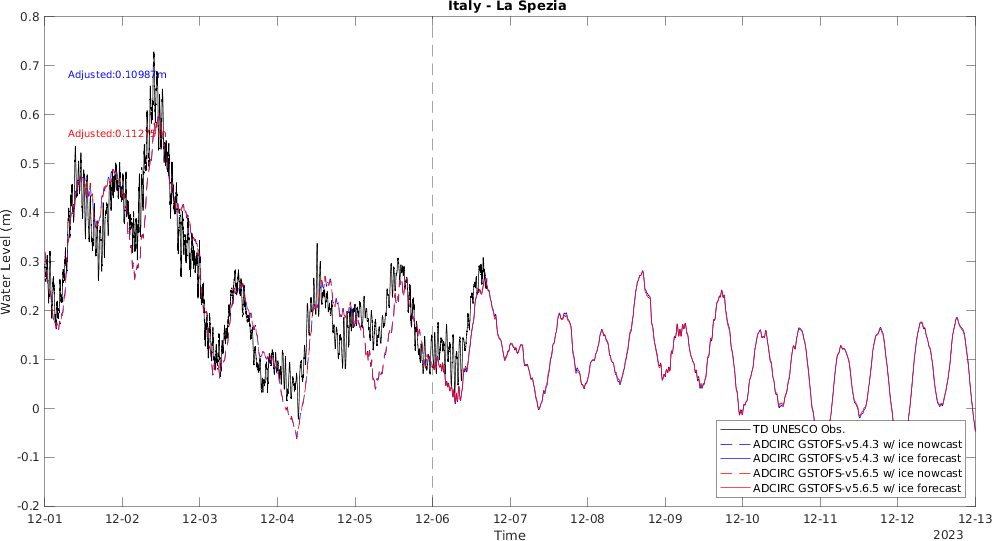 Italy - La Spezia
0.8
0.7
0.6
0.5
0.4
0.3
0.2
0.1
0
-0.1
-0.2
Water Level (m)
Adjusted:0.10987m
Adjusted:0.11275m
TD UNESCO Obs.
ADCIRC GSTOFS-v5.4.3 w/ ice nowcast
ADCIRC GSTOFS-v5.4.3 w/ ice forecast
ADCIRC GSTOFS-v5.6.5 w/ ice nowcast
ADCIRC GSTOFS-v5.6.5 w/ ice forecast
12-01 12-02 12-03 12-04 12-05 12-06 12-07 12-08 12-09 12-10 12-11 12-12 12-13
Time
2023